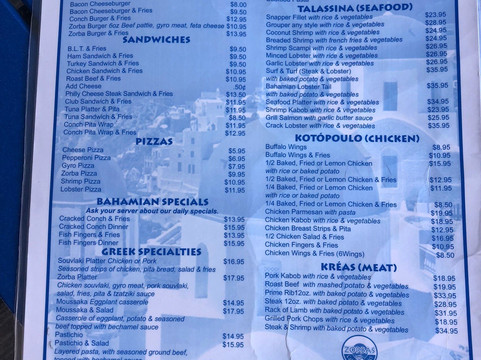 Bacon Cheeseburger $8.00
Bacon Cheeseburger & Fries $9.50
Conch Burger & Fries $12.95
Zorba Burger 6oz Beef pattie, gyro meat, feta cheese $10.95
Zorba Burger & Fries $13.95
SANDWICHES
B.L.T. & Fries $9.50
Ham Sandwich & Fries $9.50
Turkey Sandwich & Fries $9.50
Chicken Sandwich & Fries $10.95
Roast Beef & Fries $10.95
Add Cheese .50¢
Philly Cheese Steak Sandwich & Fries $13.50
Club Sandwich & Fries $11.95
Tuna Platter & Pita $11.95
Tuna Sandwich & Fries $8.50
Conch Pita Wrap $11.95
Conch Pita Wrap & Fries $12.95
PIZZAS
Cheese Pizza $5.95
Pepperoni Pizza $6.95
Gyro Pizza $7.95
Zorba Pizza $9.95
Shrimp Pizza $10.95
Lobster Pizza $11.95
BAHAMIAN SPECIALS
Ask your server about our daily specials.
Cracked Conch & Fries $13.95
Cracked Conch Dinner $15.95
Fish Fingers & Fries $13.95
Fish Fingers Dinner $15.95
GREEK SPECIALTIES
Souvlaki Platter Chicken or Pork $16.95
Seasoned strips of chicken, pita bread, salad & fries
Zorba Platter $17.95
Chicken souvlaki, gyro meat, pork souvlaki,
salad, fries, pita & tzatziki sauce
Moussaka Eggplant casserole $14.95
Moussaka & Salad $17.95
Casserole of eggplant, potato & seasoned
beef topped with bechamel sauce
Pastichio $14.95
Pastichio & Salad $15.95
Layered pasta, with seasoned ground beef,
topped with bechamel sauce
TALASSINA (SEAFOOD)
Snapper Fillet with rice & vegetables $23.95
Grouper any style with rice & vegetables $28.95
Coconut Shrimp with rice & vegetables $24.95
Breaded Shrimp with french fries & vegetables $23.95
Shrimp Scampi with rice & vegetables $26.95
Minced Lobster with rice & vegetables $28.95
Garlic Lobster with rice & vegetables $28.95
Surf & Turf (Steak & Lobster) $35.95
with baked potato & vegetables
Bahamian Lobster Tail
with baked potato & vegetables $35.95
Seafood Platter with rice & vegetables $34.95
Shrimp Kabob with rice & vegetables $23.95
Grill Salmon with garlic butter sauce $28.95
Crack Lobster with rice & vegetables $35.95
KOTÓPOULO (CHICKEN)
Buffalo Wings $8.95
Buffalo Wings & Fries $10.95
1/2 Baked, Fried or Lemon Chicken $15.95
with rice or baked potato
1/2 Baked, Fried or Lemon Chicken & Fries $12.95
1/4 Baked, Fried or Lemon Chicken $11.95
with rice or potato
1/4 Baked, Fried or Lemon Chicken & Fries $8.50
Chicken Parmesan with pasta $19.95
Chicken Kabob with rice & vegetables $18.95
Chicken Breast Strips & Pita $12.95
1/2 Chicken Salad & Fries $16.95
Chicken Fingers & Fries $10.95
Chicken Wings & Fries (6Wings) $8.50
KRÉAS (MEAT)
Pork Kabob with rice & vegetables $18.95
Roast Beef with mashed potato & vegetables $19.95
Prime Rib12oz. with baked potato & vegetables $33.95
Steak 12oz. with baked potato & vegetables $28.95
Rack of Lamb with baked potato & vegetables $31.95
Grilled Pork Chops with rice & vegetables $18.95
Steak & Shrimp with baked potato & vegetables $34.95
ZORBAS